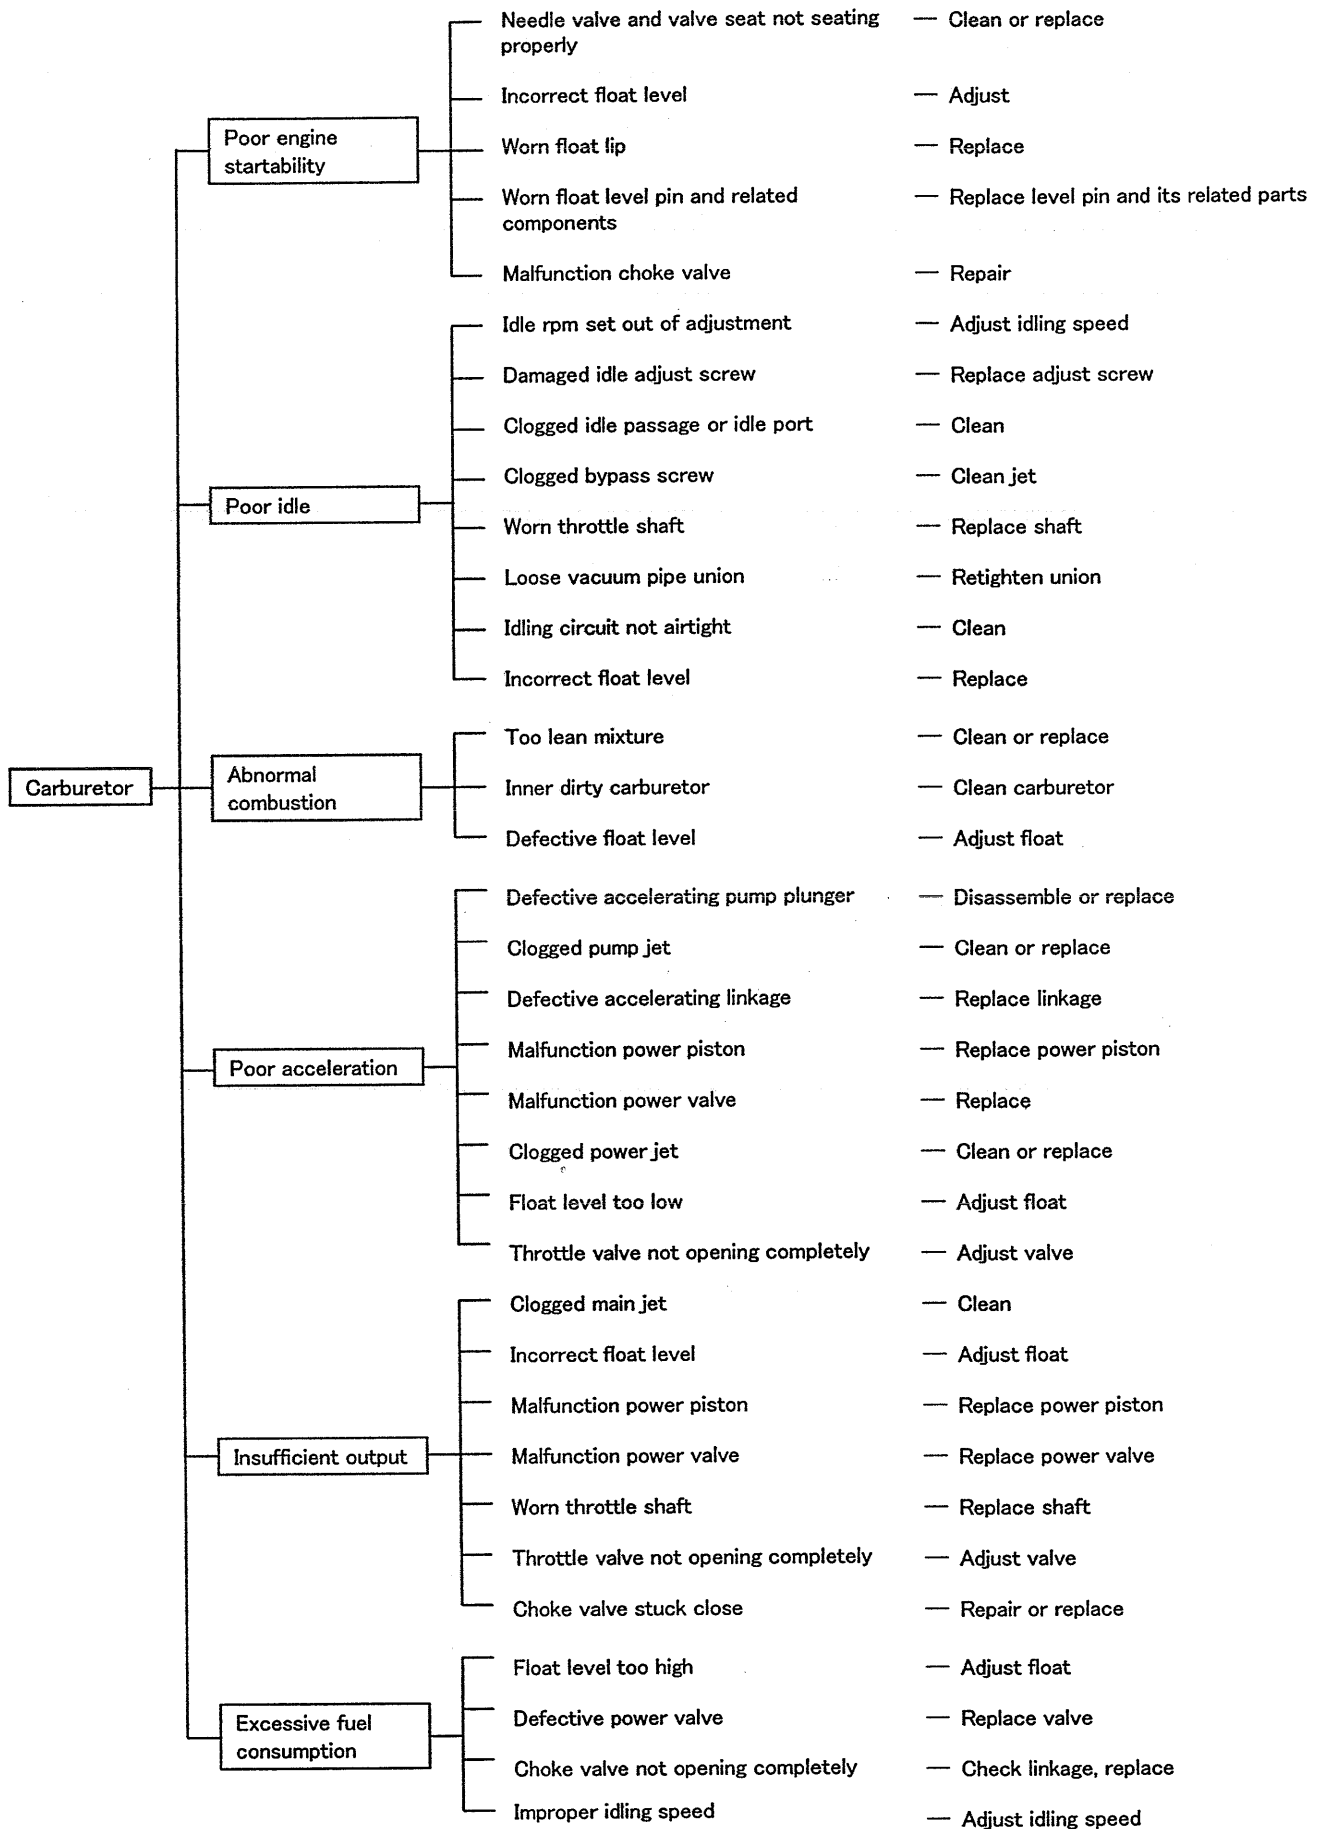 Needle valve and valve seat not seating — Clean or replace
properly
Incorrect float level — Adjust
Poor engine
startability
Worn float lip — Replace
Worn float level pin and related — Replace level pin and its related parts
components
Malfunction choke valve — Repair
Idle rpm set out of adjustment — Adjust idling speed
Damaged idle adjust screw — Replace adjust screw
Clogged idle passage or idle port — Clean
Clogged bypass screw — Clean jet
Poor idle
Worn throttle shaft — Replace shaft
Loose vacuum pipe union — Retighten union
Idling circuit not airtight — Clean
Incorrect float level — Replace
Too lean mixture — Clean or replace
Carburetor
Abnormal
combustion
Inner dirty carburetor — Clean carburetor
Defective float level — Adjust float
Defective accelerating pump plunger — Disassemble or replace
Clogged pump jet — Clean or replace
Defective accelerating linkage — Replace linkage
Malfunction power piston — Replace power piston
Poor acceleration
Malfunction power valve — Replace
Clogged power jet — Clean or replace
Float level too low — Adjust float
Throttle valve not opening completely — Adjust valve
Clogged main jet — Clean
Incorrect float level — Adjust float
Malfunction power piston — Replace power piston
Insufficient output
Malfunction power valve — Replace power valve
Worn throttle shaft — Replace shaft
Throttle valve not opening completely — Adjust valve
Choke valve stuck close — Repair or replace
Float level too high — Adjust float
Excessive fuel
consumption
Defective power valve — Replace valve
Choke valve not opening completely — Check linkage, replace
Improper idling speed — Adjust idling speed